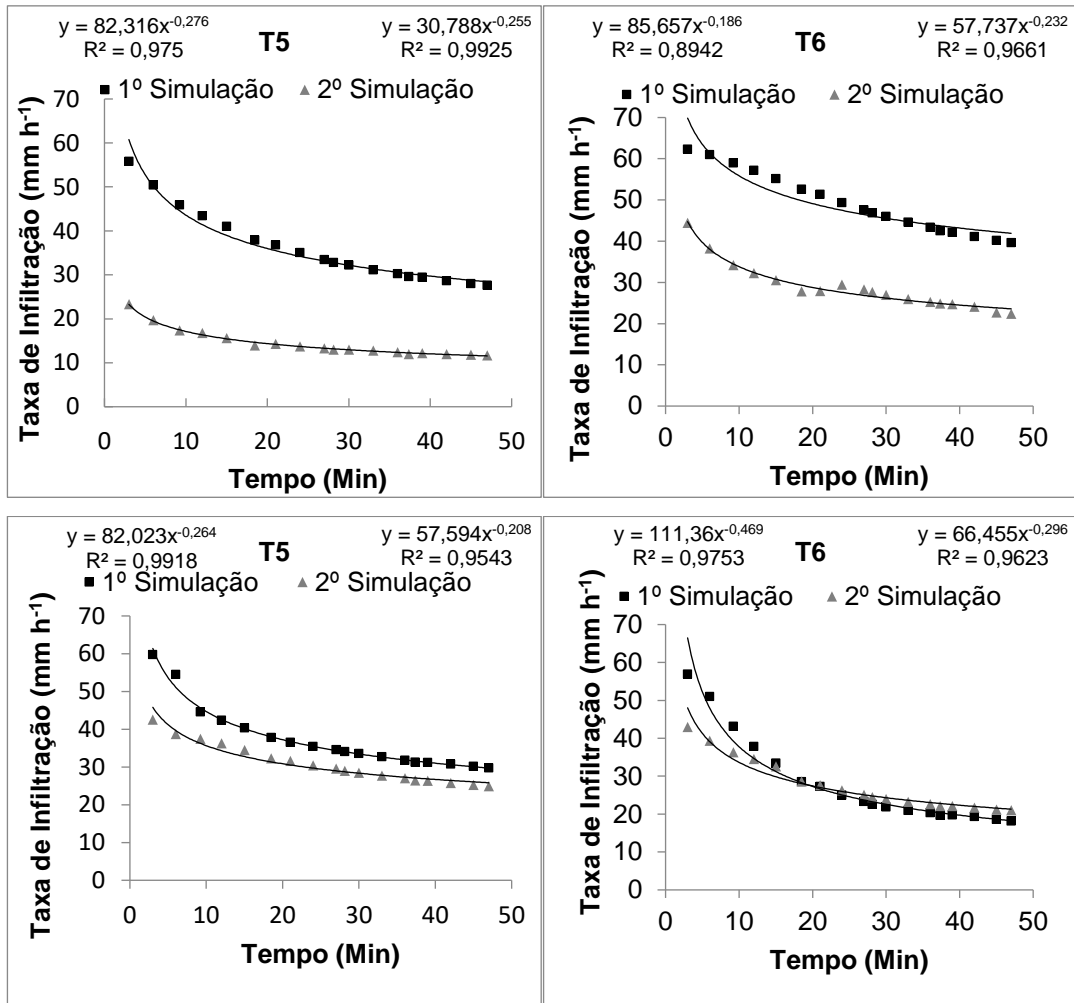 y = 82,316x⁻⁰,²⁷⁶ 30,788x⁻⁰,²⁵⁵
R² = 0,975 T5 R² = 0,9925
■ 1º Simulação ▲ 2º Simulação
Taxa de Infiltração (mm h⁻¹)
70
60
50
40
30
20
10
0
0 10 20 30 40 50
Tempo (Min)
y = 85,657x⁻⁰,¹⁸⁶ 57,737x⁻⁰,²³²
R² = 0,8942 T6 R² = 0,9661
■ 1º Simulação ▲ 2º Simulação
Taxa de Infiltração (mm h⁻¹)
70
60
50
40
30
20
10
0
0 10 20 30 40 50
Tempo (Min)
y = 82,023x⁻⁰,²⁶⁴ y = 57,594x⁻⁰,²⁰⁸
R² = 0,9918 T5 R² = 0,9543
■ 1º Simulação ▲ 2º Simulação
Taxa de Infiltração (mm h⁻¹)
70
60
50
40
30
20
10
0
0 10 20 30 40 50
Tempo (Min)
y = 111,36x⁻⁰,⁴⁶⁹ y = 66,455x⁻⁰,²⁹⁶
R² = 0,9753 T6 R² = 0,9623
■ 1º Simulação ▲ 2º Simulação
Taxa de Infiltração (mm h⁻¹)
70
60
50
40
30
20
10
0
0 10 20 30 40 50
Tempo (Min)